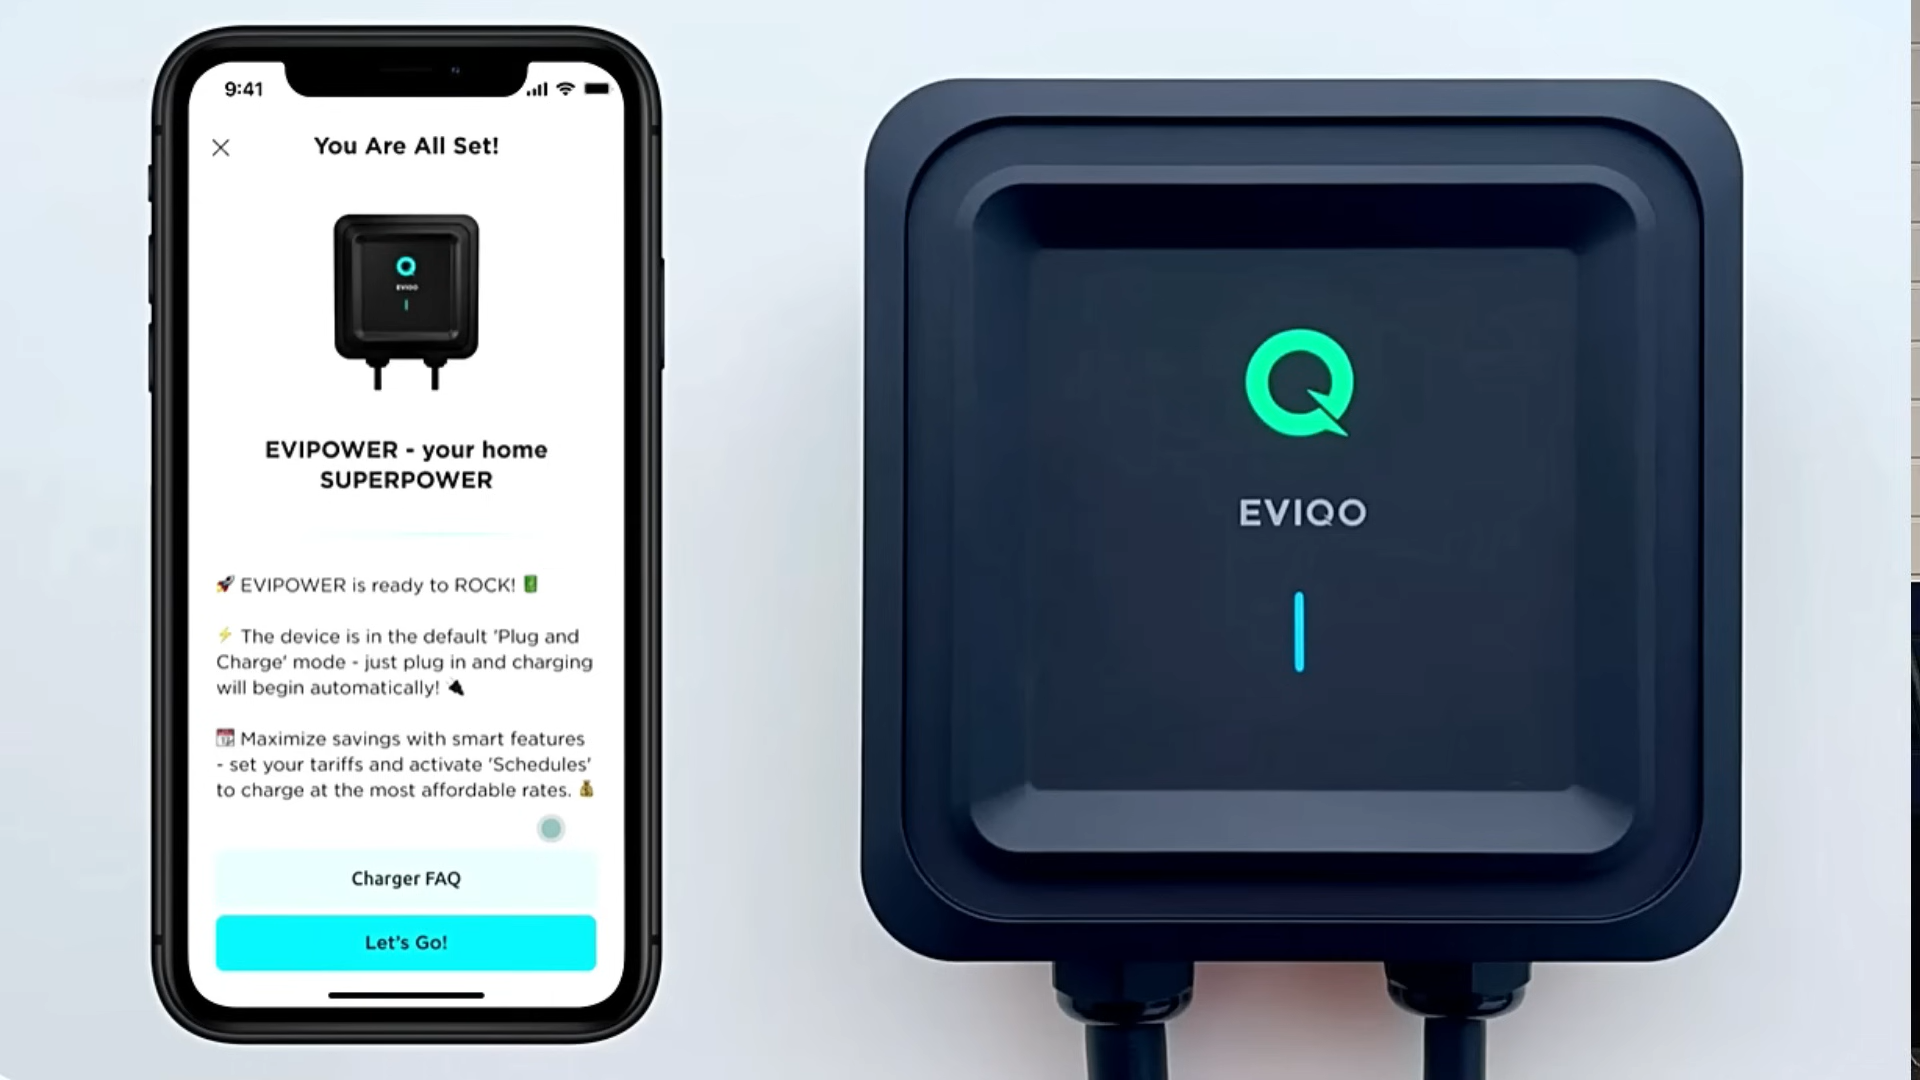 9:41
You Are All Set!
EVIQO
EVIPOWER - your home
SUPERPOWER
🚀 EVIPOWER is ready to ROCK! 🔋
⚡ The device is in the default 'Plug and
Charge' mode - just plug in and charging
will begin automatically! 🔌
📆 Maximize savings with smart features
- set your tariffs and activate 'Schedules'
to charge at the most affordable rates. 💰
Charger FAQ
Let's Go!
Q
EVIQO